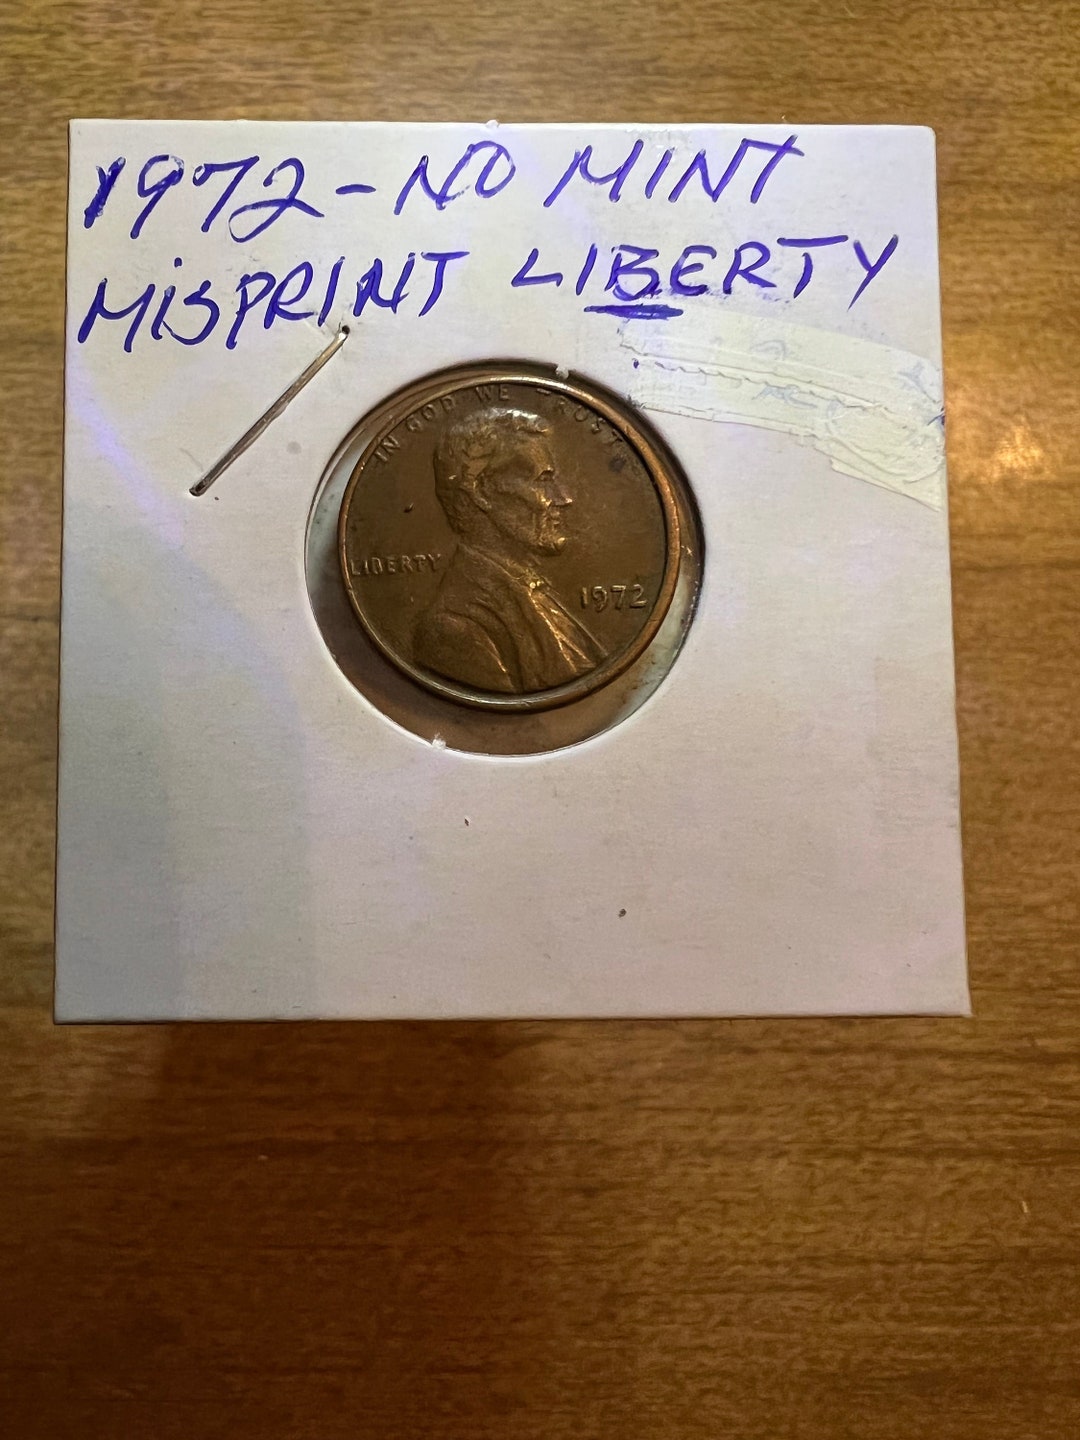 1972 - NO MINT
MISPRINT LIBERTY
IN GOD WE TRUST
LIBERTY
1972